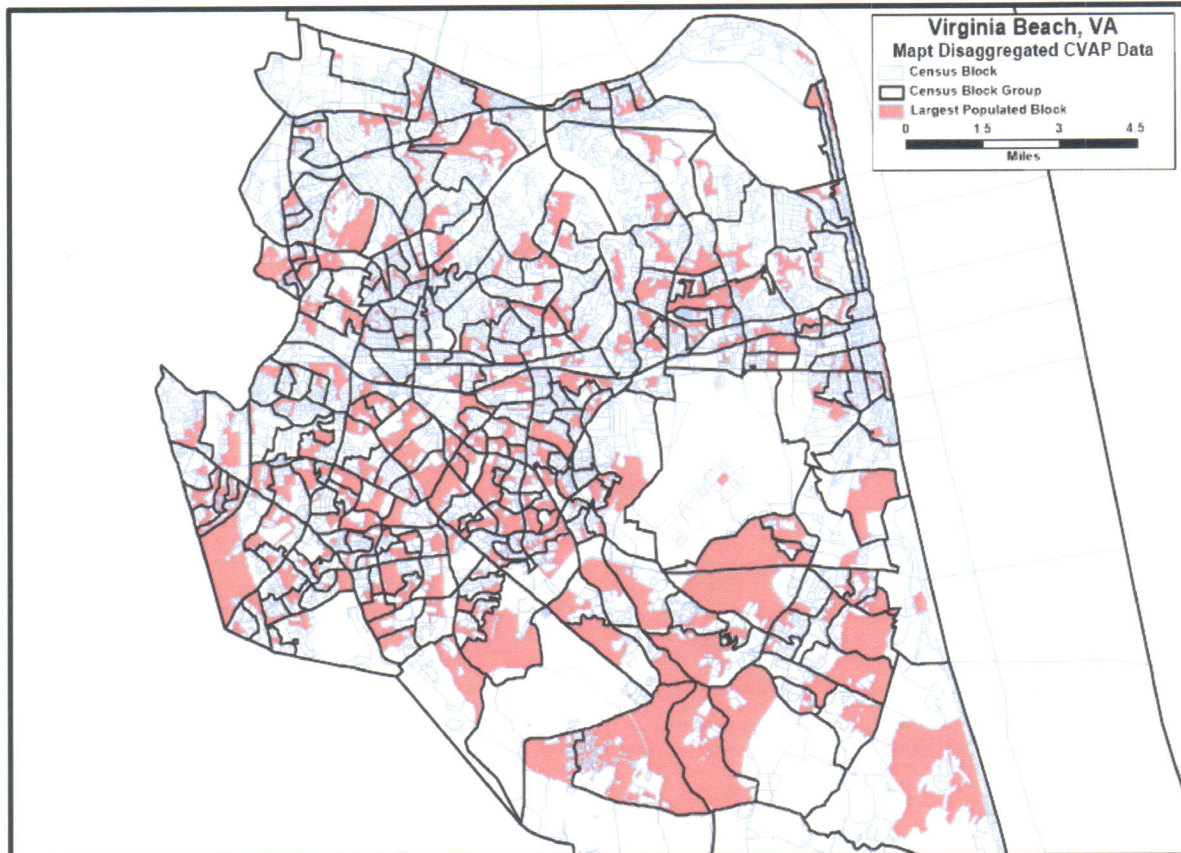 Virginia Beach, VA
Mapt Disaggregated CVAP Data
Census Block
Census Block Group
Largest Populated Block
0 1.5 3 4.5
Miles